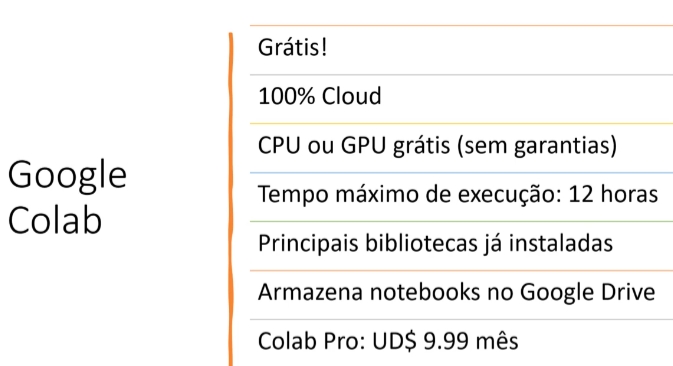 Google
Colab
Grátis!
100% Cloud
CPU ou GPU grátis (sem garantias)
Tempo máximo de execução: 12 horas
Principais bibliotecas já instaladas
Armazena notebooks no Google Drive
Colab Pro: UD$ 9.99 mês